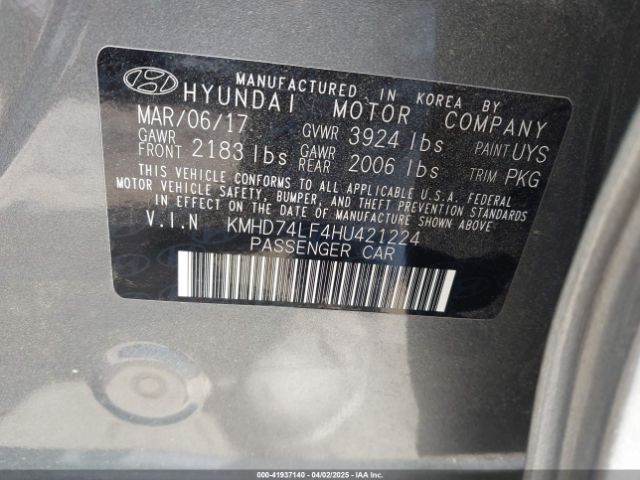 MANUFACTURED IN KOREA BY
HYUNDAI MOTOR COMPANY
MAR/06/17 GVWR 3924 lbs PAINT UYS
GAWR FRONT 2183 lbs GAWR REAR 2006 lbs TRIM PKG
THIS VEHICLE CONFORMS TO ALL APPLICABLE U.S.A. FEDERAL
MOTOR VEHICLE SAFETY, BUMPER, AND THEFT PREVENTION STANDARDS
IN EFFECT ON THE DATE OF MANUFACTURE SHOWN ABOVE.
V.I.N KMHD74LF4HU421224
PASSENGER CAR
000-41937140 - 04/02/2025 - IAAI.COM